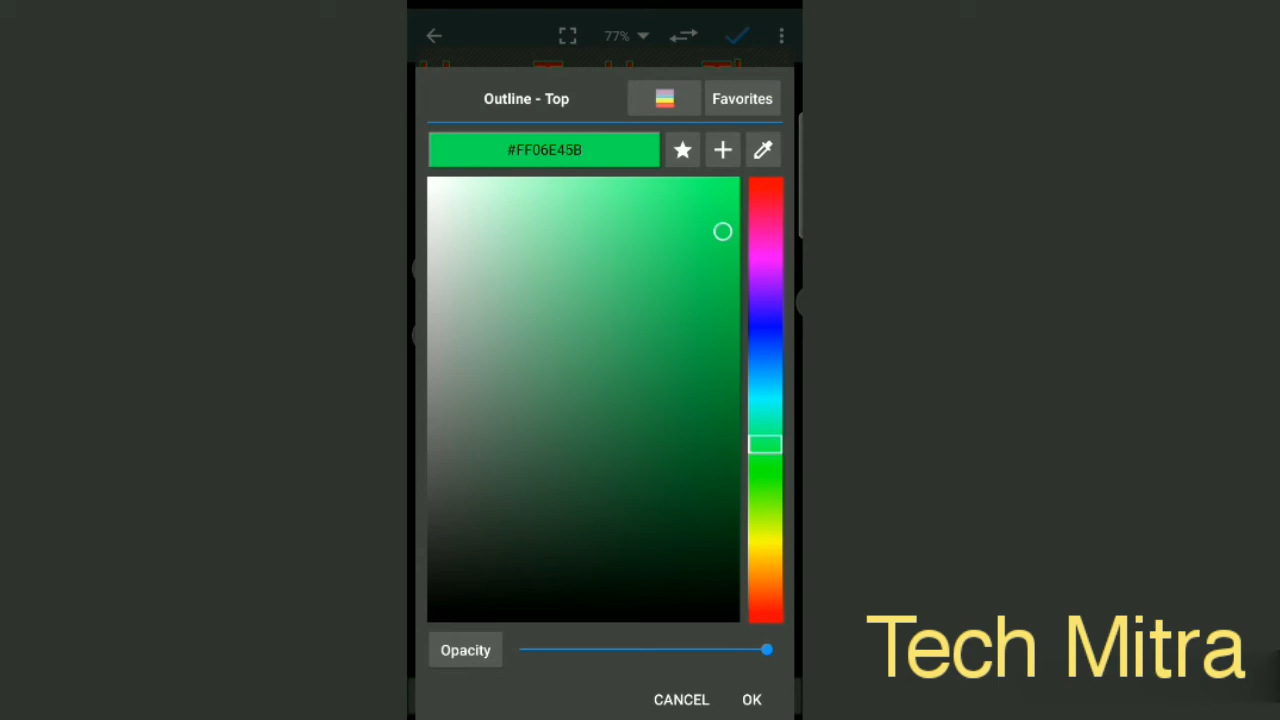 77%
Outline - Top
Favorites
#FF06E45B
Opacity
CANCEL OK
Tech Mitra